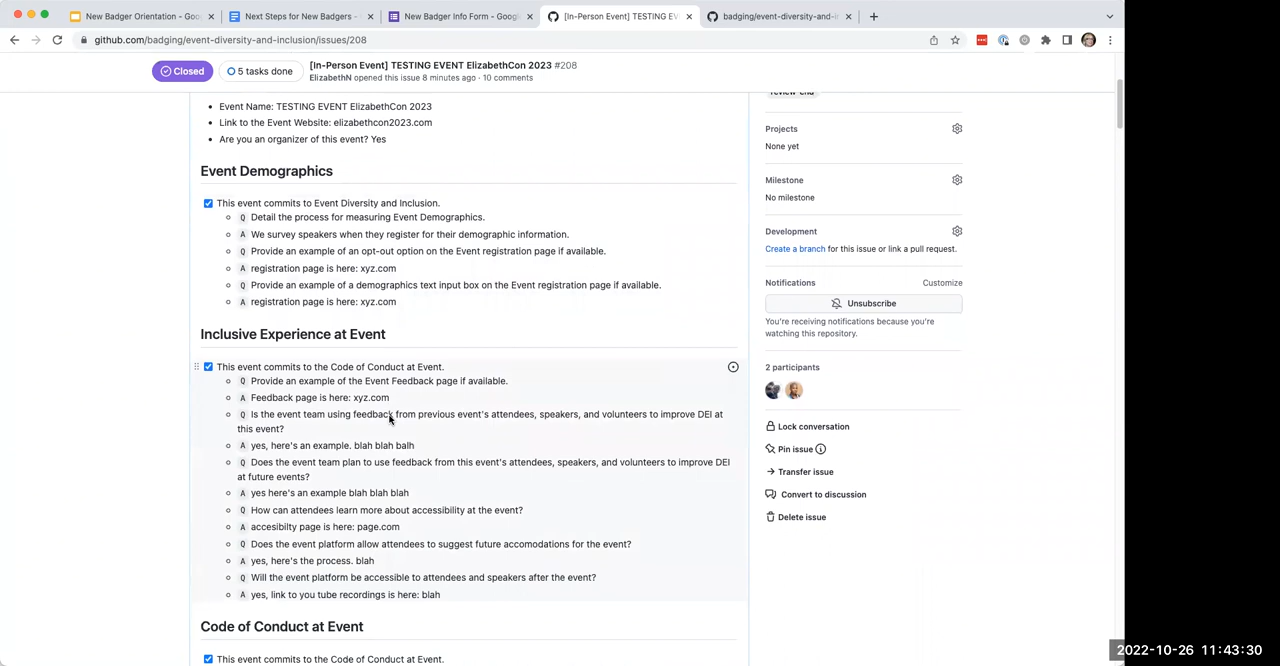 New Badger Orientation - Goo
Next Steps for New Badgers -
New Badger Info Form - Google
[In-Person Event] TESTING EV
badging/event-diversity-and-i
github.com/badging/event-diversity-and-inclusion/issues/208
Closed
5 tasks done
[In-Person Event] TESTING EVENT ElizabethCon 2023 #208
ElizabethN opened this issue 8 minutes ago · 10 comments
Event Name: TESTING EVENT ElizabethCon 2023
Link to the Event Website: elizabethcon2023.com
Are you an organizer of this event? Yes
Event Demographics
This event commits to Event Diversity and Inclusion.
Q Detail the process for measuring Event Demographics.
A We survey speakers when they register for their demographic information.
Q Provide an example of an opt-out option on the Event registration page if available.
A registration page is here: xyz.com
Q Provide an example of a demographics text input box on the Event registration page if available.
A registration page is here: xyz.com
Inclusive Experience at Event
This event commits to the Code of Conduct at Event.
Q Provide an example of the Event Feedback page if available.
A Feedback page is here: xyz.com
Q Is the event team using feedback from previous event's attendees, speakers, and volunteers to improve DEI at
this event?
A yes, here's an example. blah blah balh
Q Does the event team plan to use feedback from this event's attendees, speakers, and volunteers to improve DEI
at future events?
A yes here's an example blah blah blah
Q How can attendees learn more about accessibility at the event?
A accesibilty page is here: page.com
Q Does the event platform allow attendees to suggest future accomodations for the event?
A yes, here's the process. blah
Q Will the event platform be accessible to attendees and speakers after the event?
A yes, link to you tube recordings is here: blah
Code of Conduct at Event
This event commits to the Code of Conduct at Event.
review-end
Projects
None yet
Milestone
No milestone
Development
Create a branch for this issue or link a pull request.
Notifications
Customize
Unsubscribe
You're receiving notifications because you're
watching this repository.
2 participants
Lock conversation
Pin issue
Transfer issue
Convert to discussion
Delete issue
2022-10-26 11:43:30